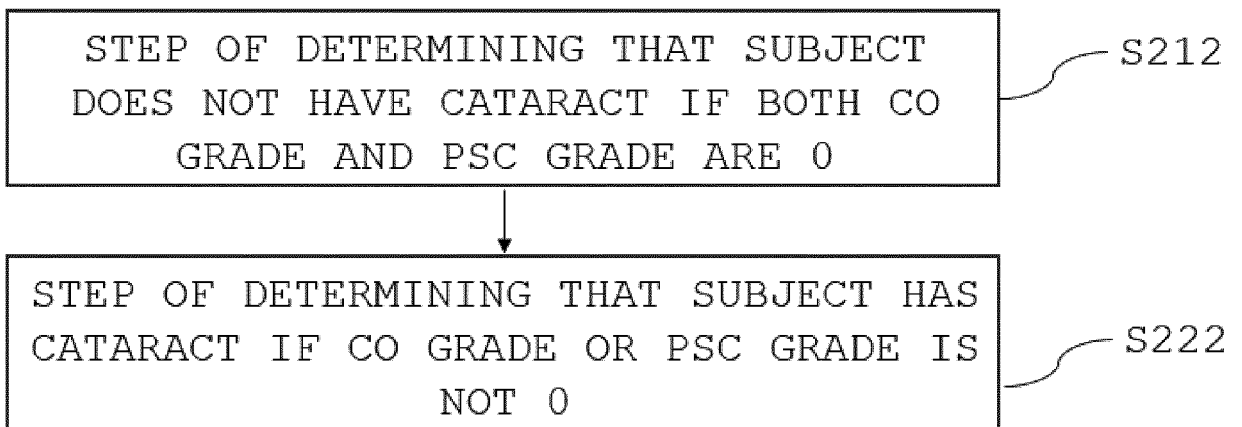 STEP OF DETERMINING THAT SUBJECT
DOES NOT HAVE CATARACT IF BOTH CO
GRADE AND PSC GRADE ARE 0
S212
STEP OF DETERMINING THAT SUBJECT HAS
CATARACT IF CO GRADE OR PSC GRADE IS
NOT 0
S222